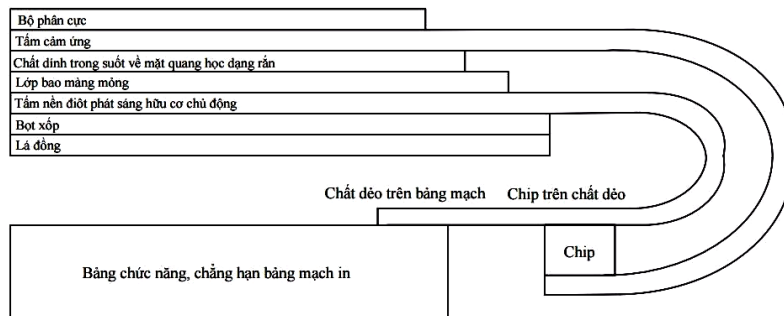 Bộ phân cực
Tấm cảm ứng
Chất dính trong suốt về mặt quang học dạng rắn
Lớp bao màng mỏng
Tấm nền điôt phát sáng hữu cơ chủ động
Bọt xốp
Lá đồng
Chất dẻo trên bảng mạch
Chip trên chất dẻo
Chip
Bảng chức năng, chẳng hạn bảng mạch in